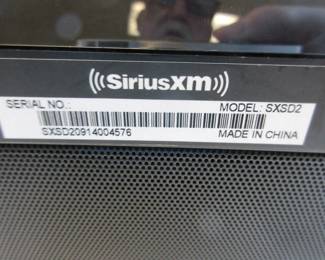 ((SiriusXM))
SERIAL NO.: MODEL: SXSD2
SXSD20914004576 MADE IN CHINA